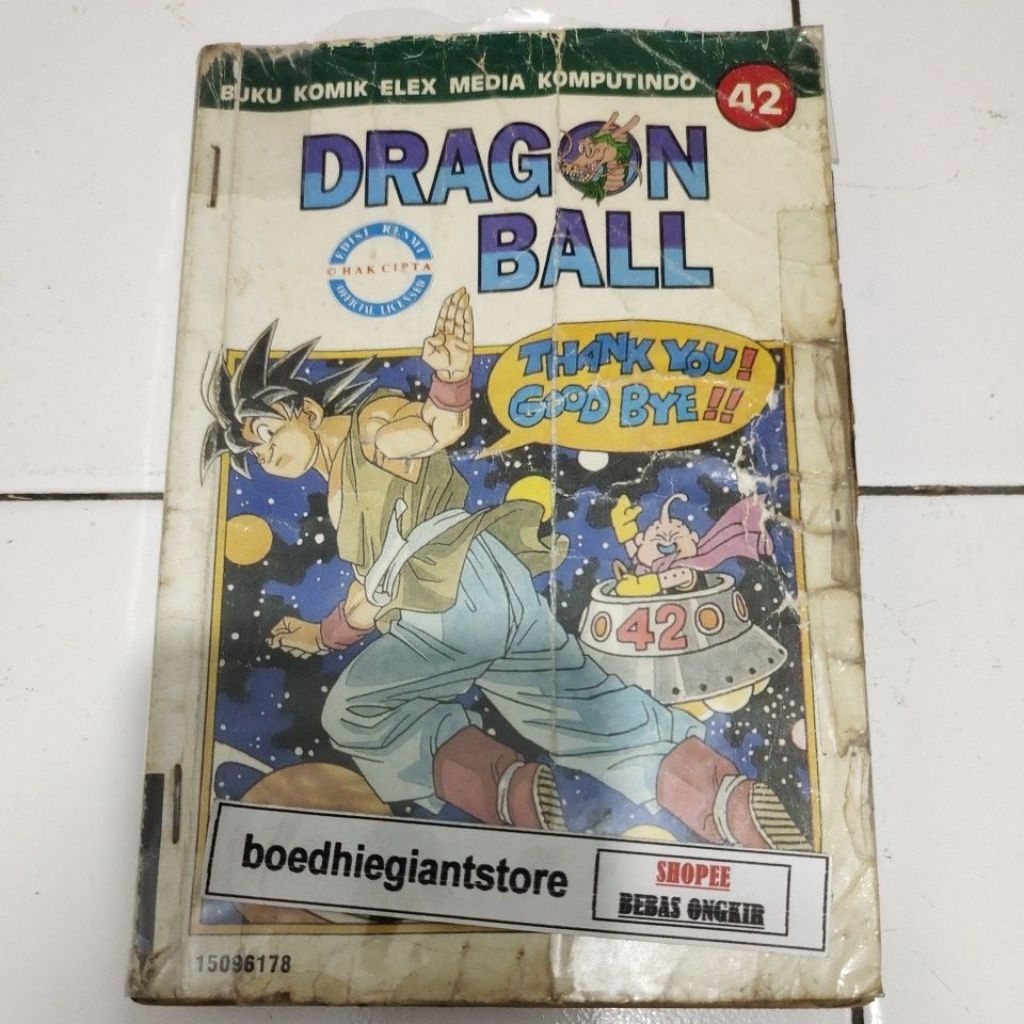 BUKU KOMIK ELEX MEDIA KOMPUTINDO
42
DRAGON
BALL
EDISI RESMI
© HAK CIPTA
OFFICIAL LICENSED
THANK YOU!
GOOD BYE!!
42
boedhiegiantstore
SHOPEE
BEBAS ONGKIR
15096178